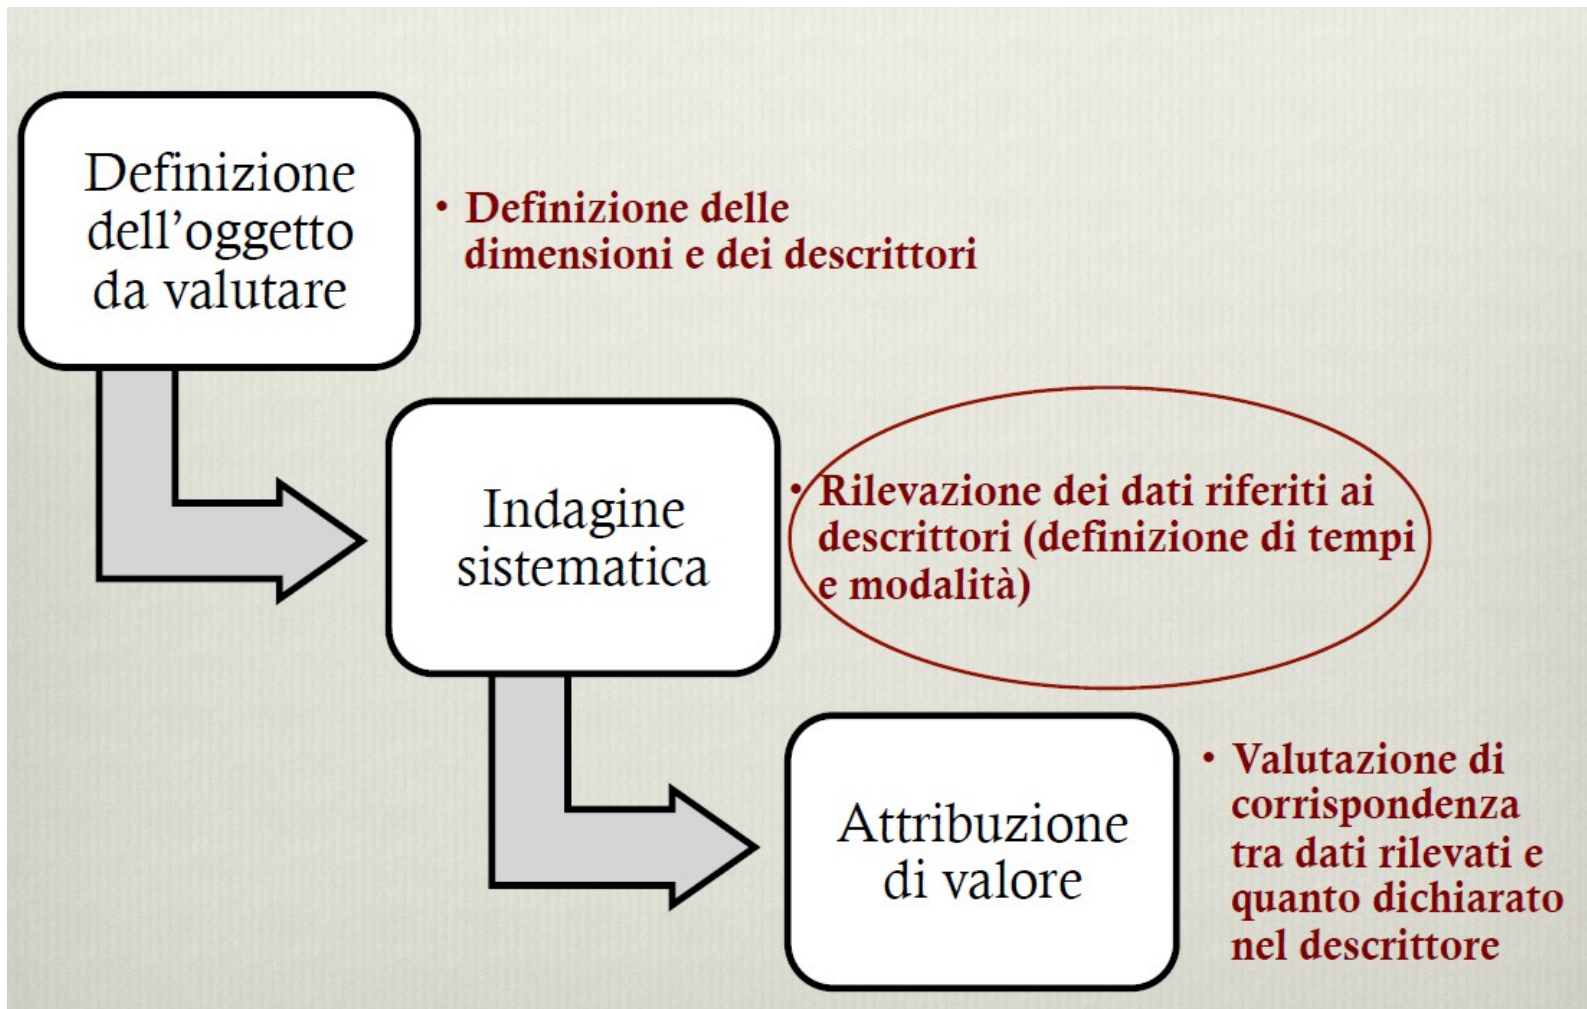 Definizione
dell’oggetto
da valutare
• Definizione delle
dimensioni e dei descrittori
Indagine
sistematica
• Rilevazione dei dati riferiti ai
descrittori (definizione di tempi
e modalità)
Attribuzione
di valore
• Valutazione di
corrispondenza
tra dati rilevati e
quanto dichiarato
nel descrittore